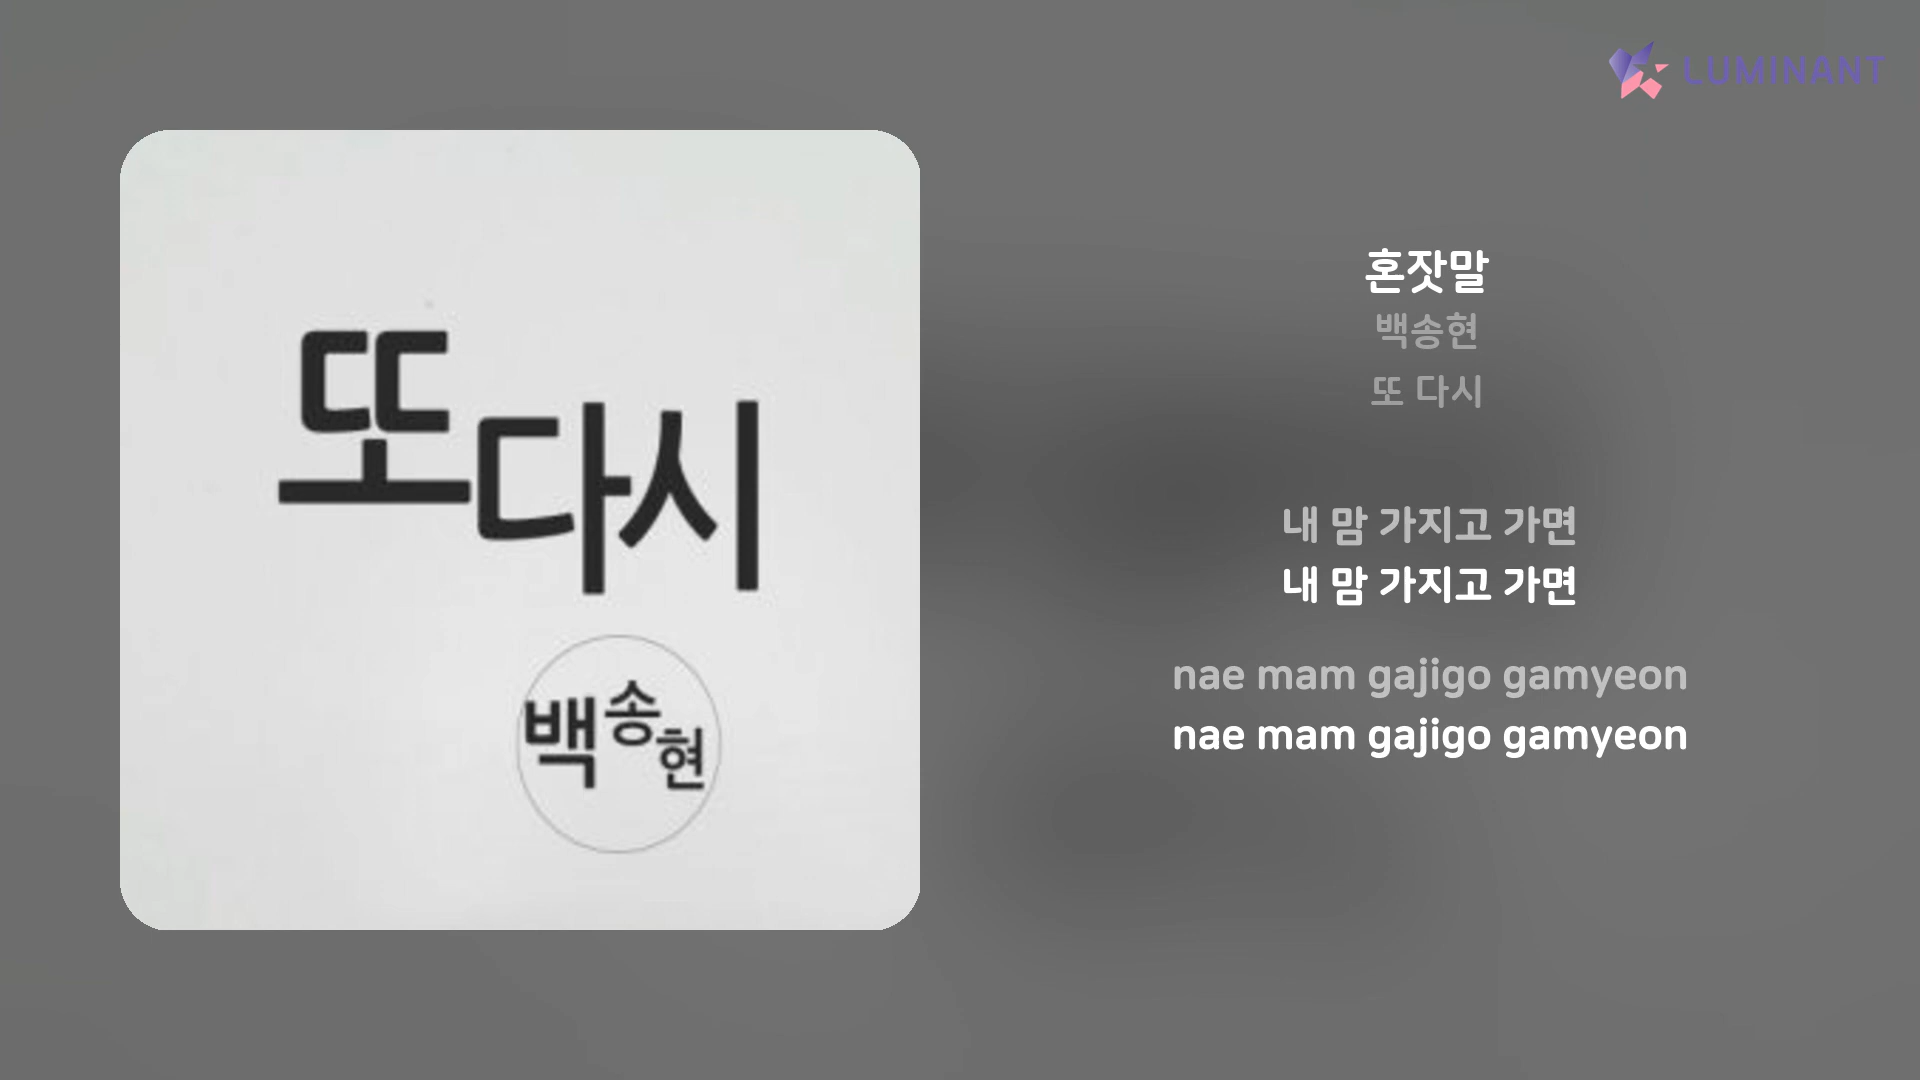 또다시
백송현
LUMINANT
혼잣말
백송현
또 다시
내 맘 가지고 가면
내 맘 가지고 가면
nae mam gajigo gamyeon
nae mam gajigo gamyeon